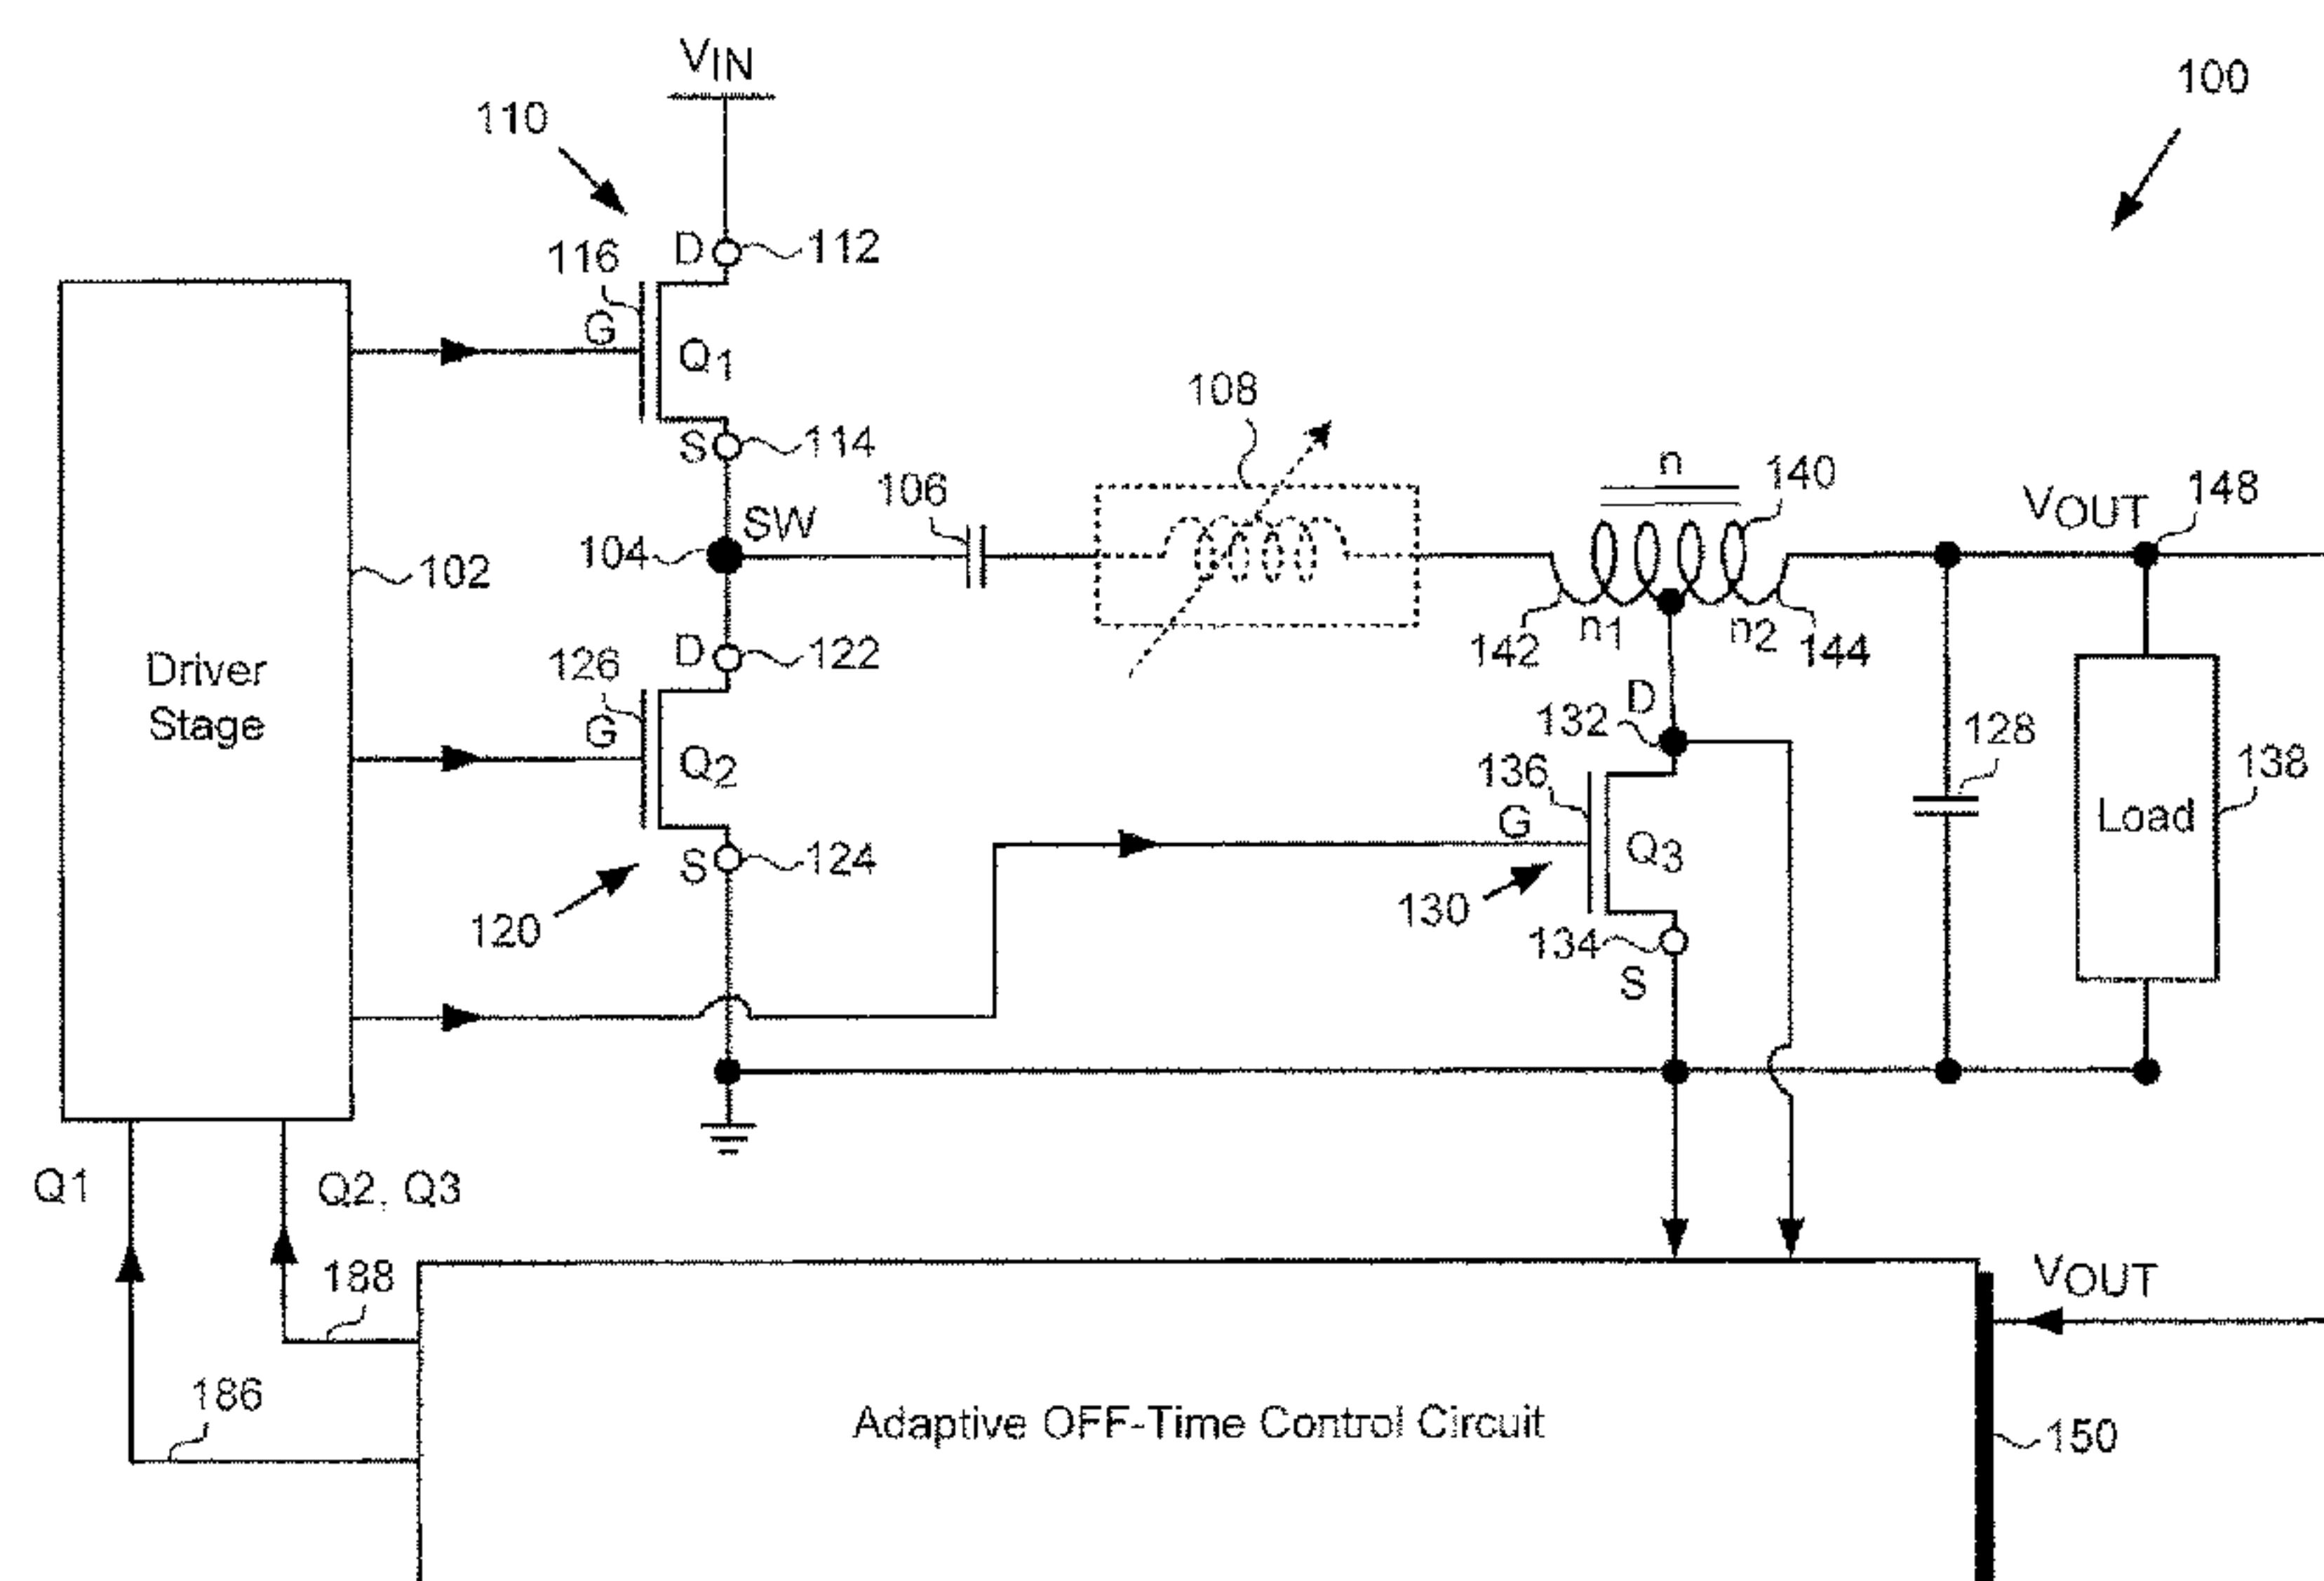 VIN
100
110
D
112
116
G
Q1
S
114
108
n
140
VOUT
148
106
SW
104
102
142
n1
n2
144
D
122
126
G
Driver
Stage
Q2
D
132
128
136
138
G
Q3
Load
S
124
120
130
134
S
Q1
Q2, Q3
188
VOUT
186
Adaptive OFF-Time Control Circuit
150